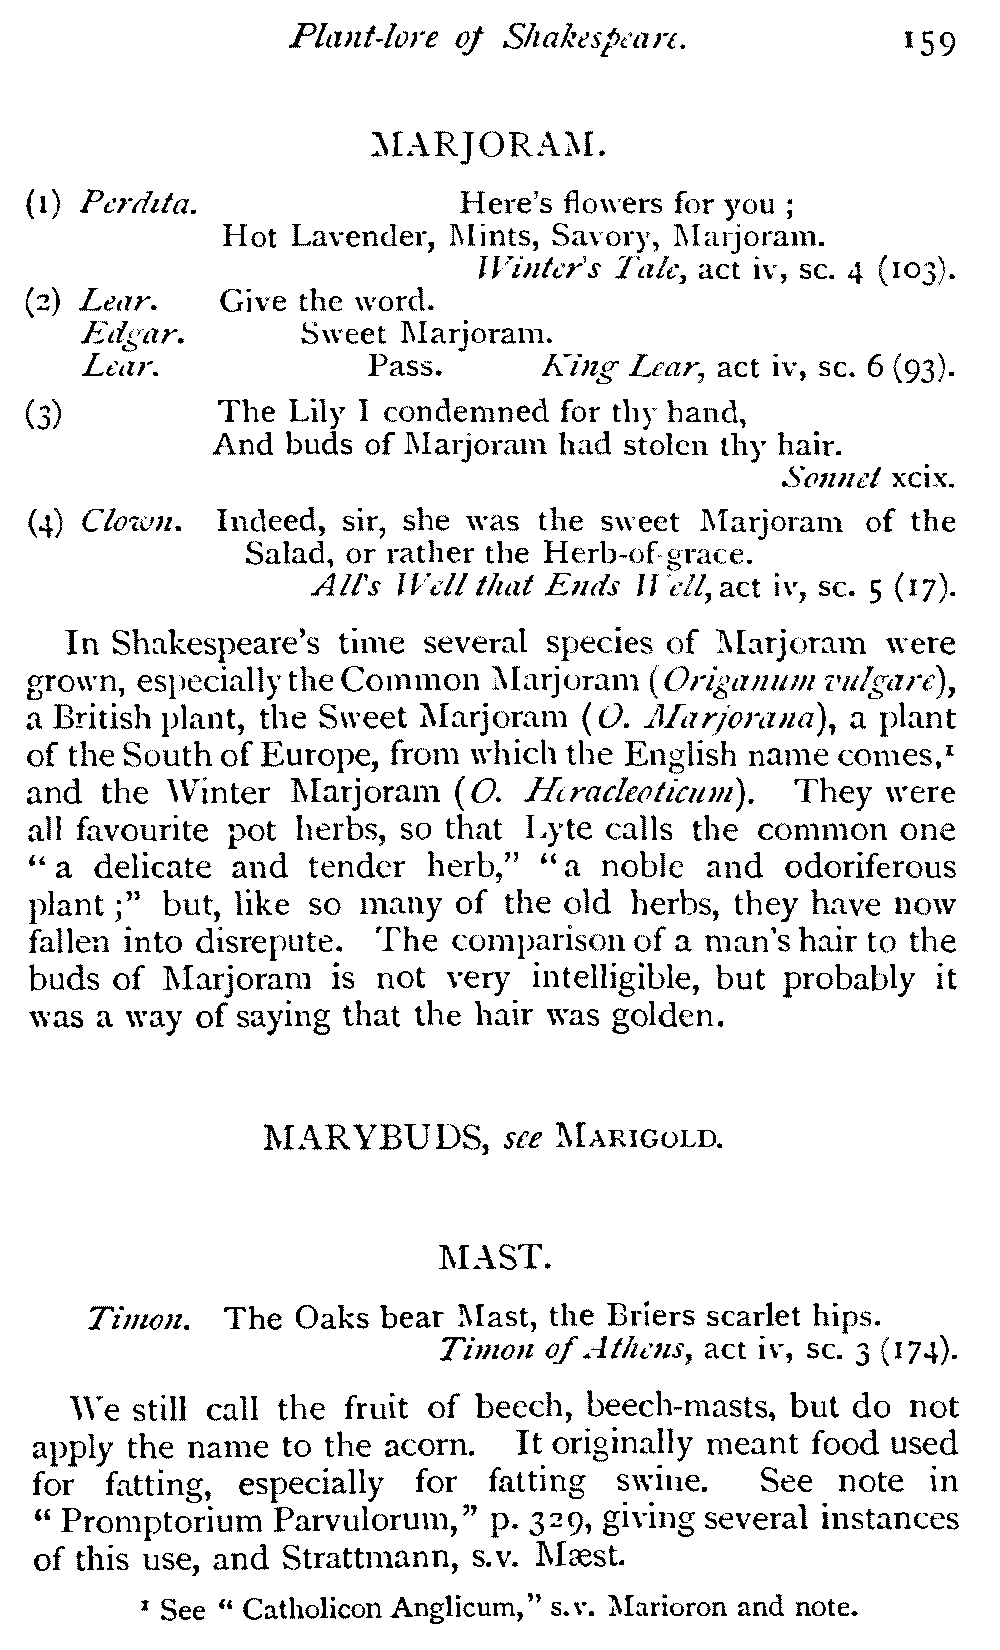 Plant-lore of Shakespeare. 159
MARJORAM.
(1) Perdita. Here's flowers for you ;
Hot Lavender, Mints, Savory, Marjoram.
Winter's Tale, act iv, sc. 4 (103).
(2) Lear. Give the word.
Edgar. Sweet Marjoram.
Lear. Pass. King Lear, act iv, sc. 6 (93).
(3) The Lily I condemned for thy hand,
And buds of Marjoram had stolen thy hair.
Sonnet xcix.
(4) Clown. Indeed, sir, she was the sweet Marjoram of the
Salad, or rather the Herb-of-grace.
All's Well that Ends Well, act iv, sc. 5 (17).
In Shakespeare's time several species of Marjoram were
grown, especially the Common Marjoram (Origanum vulgare),
a British plant, the Sweet Marjoram (O. Marjorana), a plant
of the South of Europe, from which the English name comes,¹
and the Winter Marjoram (O. Heracleoticum). They were
all favourite pot herbs, so that Lyte calls the common one
“ a delicate and tender herb,” “ a noble and odoriferous
plant ;” but, like so many of the old herbs, they have now
fallen into disrepute. The comparison of a man's hair to the
buds of Marjoram is not very intelligible, but probably it
was a way of saying that the hair was golden.
MARYBUDS, see MARIGOLD.
MAST.
Timon. The Oaks bear Mast, the Briers scarlet hips.
Timon of Athens, act iv, sc. 3 (174).
We still call the fruit of beech, beech-masts, but do not
apply the name to the acorn. It originally meant food used
for fatting, especially for fatting swine. See note in
“ Promptorium Parvulorum,” p. 329, giving several instances
of this use, and Strattmann, s.v. Mæst.
¹ See “ Catholicon Anglicum,” s.v. Marioron and note.